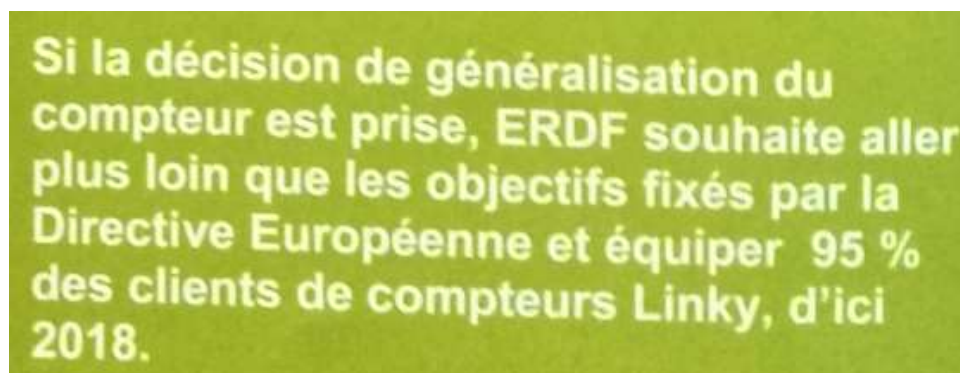 Si la décision de généralisation du
compteur est prise, ERDF souhaite aller
plus loin que les objectifs fixés par la
Directive Européenne et équiper 95 %
des clients de compteurs Linky, d'ici
2018.